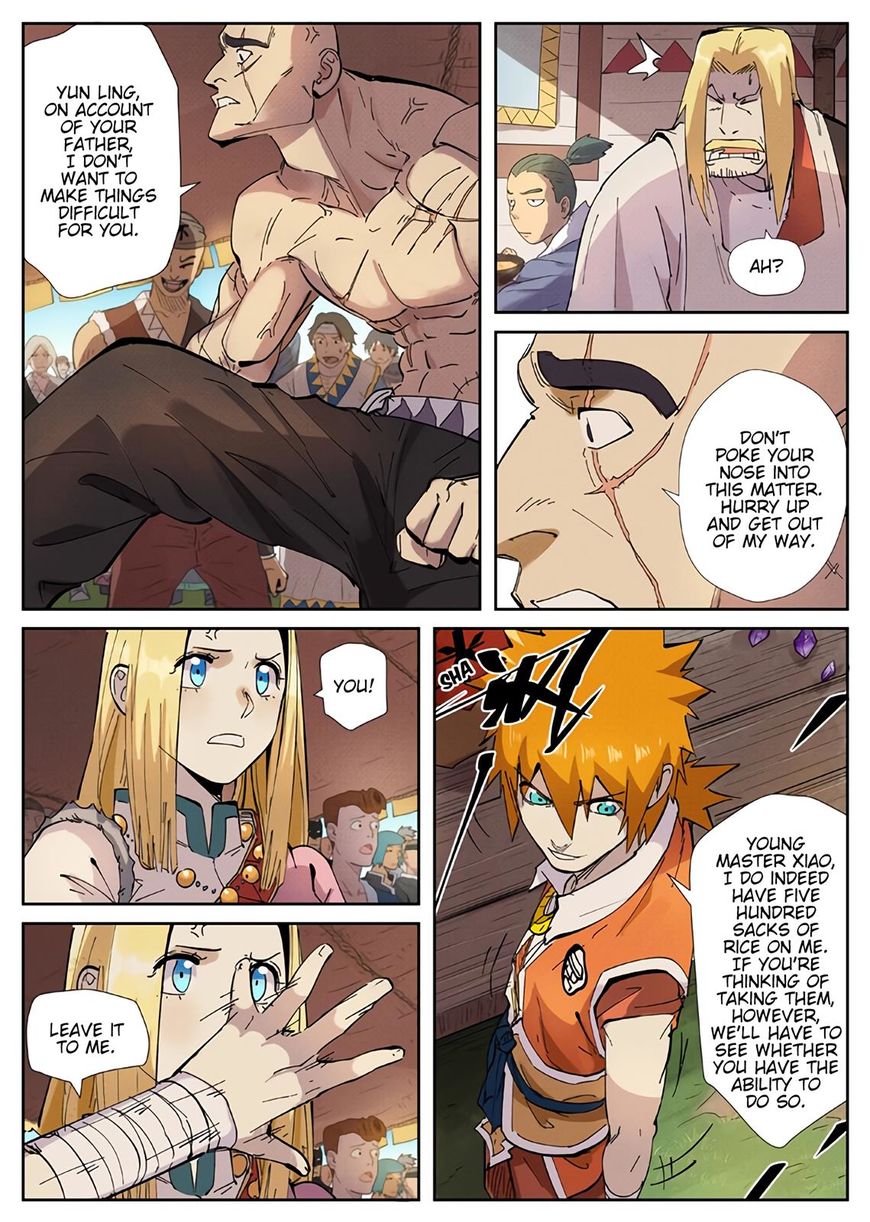 YUN LING,
ON ACCOUNT
OF YOUR
FATHER,
I DON'T
WANT TO
MAKE THINGS
DIFFICULT
FOR YOU.
AH?
DON'T
POKE YOUR
NOSE INTO
THIS MATTER.
HURRY UP
AND GET OUT
OF MY WAY.
YOU!
LEAVE IT
TO ME.
SHA
YOUNG
MASTER XIAO,
I DO INDEED
HAVE FIVE
HUNDRED
SACKS OF
RICE ON ME.
IF YOU'RE
THINKING OF
TAKING THEM,
HOWEVER,
WE'LL HAVE TO
SEE WHETHER
YOU HAVE THE
ABILITY TO
DO SO.